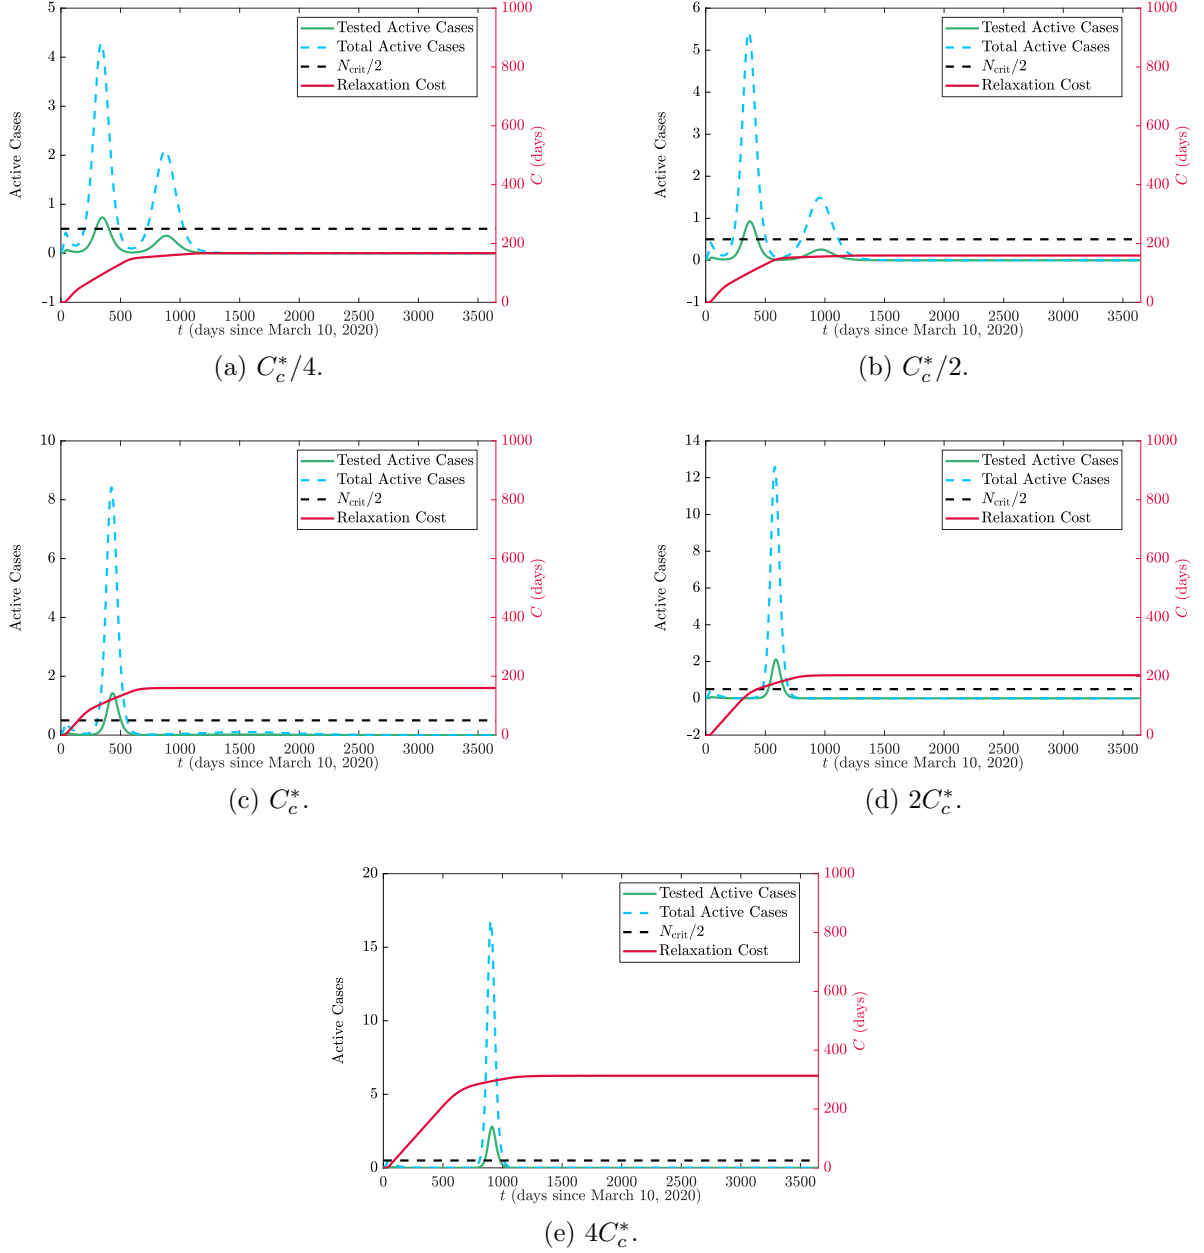 5
4
3
2
1
0
-1
Active Cases
0 500 1000 1500 2000 2500 3000 3500
t (days since March 10, 2020)
1000
800
600
400
200
0
C (days)
Tested Active Cases
Total Active Cases
N_crit/2
Relaxation Cost
(a) C_c^*/4.
6
5
4
3
2
1
0
-1
Active Cases
0 500 1000 1500 2000 2500 3000 3500
t (days since March 10, 2020)
1000
800
600
400
200
0
C (days)
Tested Active Cases
Total Active Cases
N_crit/2
Relaxation Cost
(b) C_c^*/2.
10
8
6
4
2
0
Active Cases
0 500 1000 1500 2000 2500 3000 3500
t (days since March 10, 2020)
1000
800
600
400
200
0
C (days)
Tested Active Cases
Total Active Cases
N_crit/2
Relaxation Cost
(c) C_c^*.
14
12
10
8
6
4
2
0
-2
Active Cases
0 500 1000 1500 2000 2500 3000 3500
t (days since March 10, 2020)
1000
800
600
400
200
0
C (days)
Tested Active Cases
Total Active Cases
N_crit/2
Relaxation Cost
(d) 2C_c^*.
20
15
10
5
0
Active Cases
0 500 1000 1500 2000 2500 3000 3500
t (days since March 10, 2020)
1000
800
600
400
200
0
C (days)
Tested Active Cases
Total Active Cases
N_crit/2
Relaxation Cost
(e) 4C_c^*.